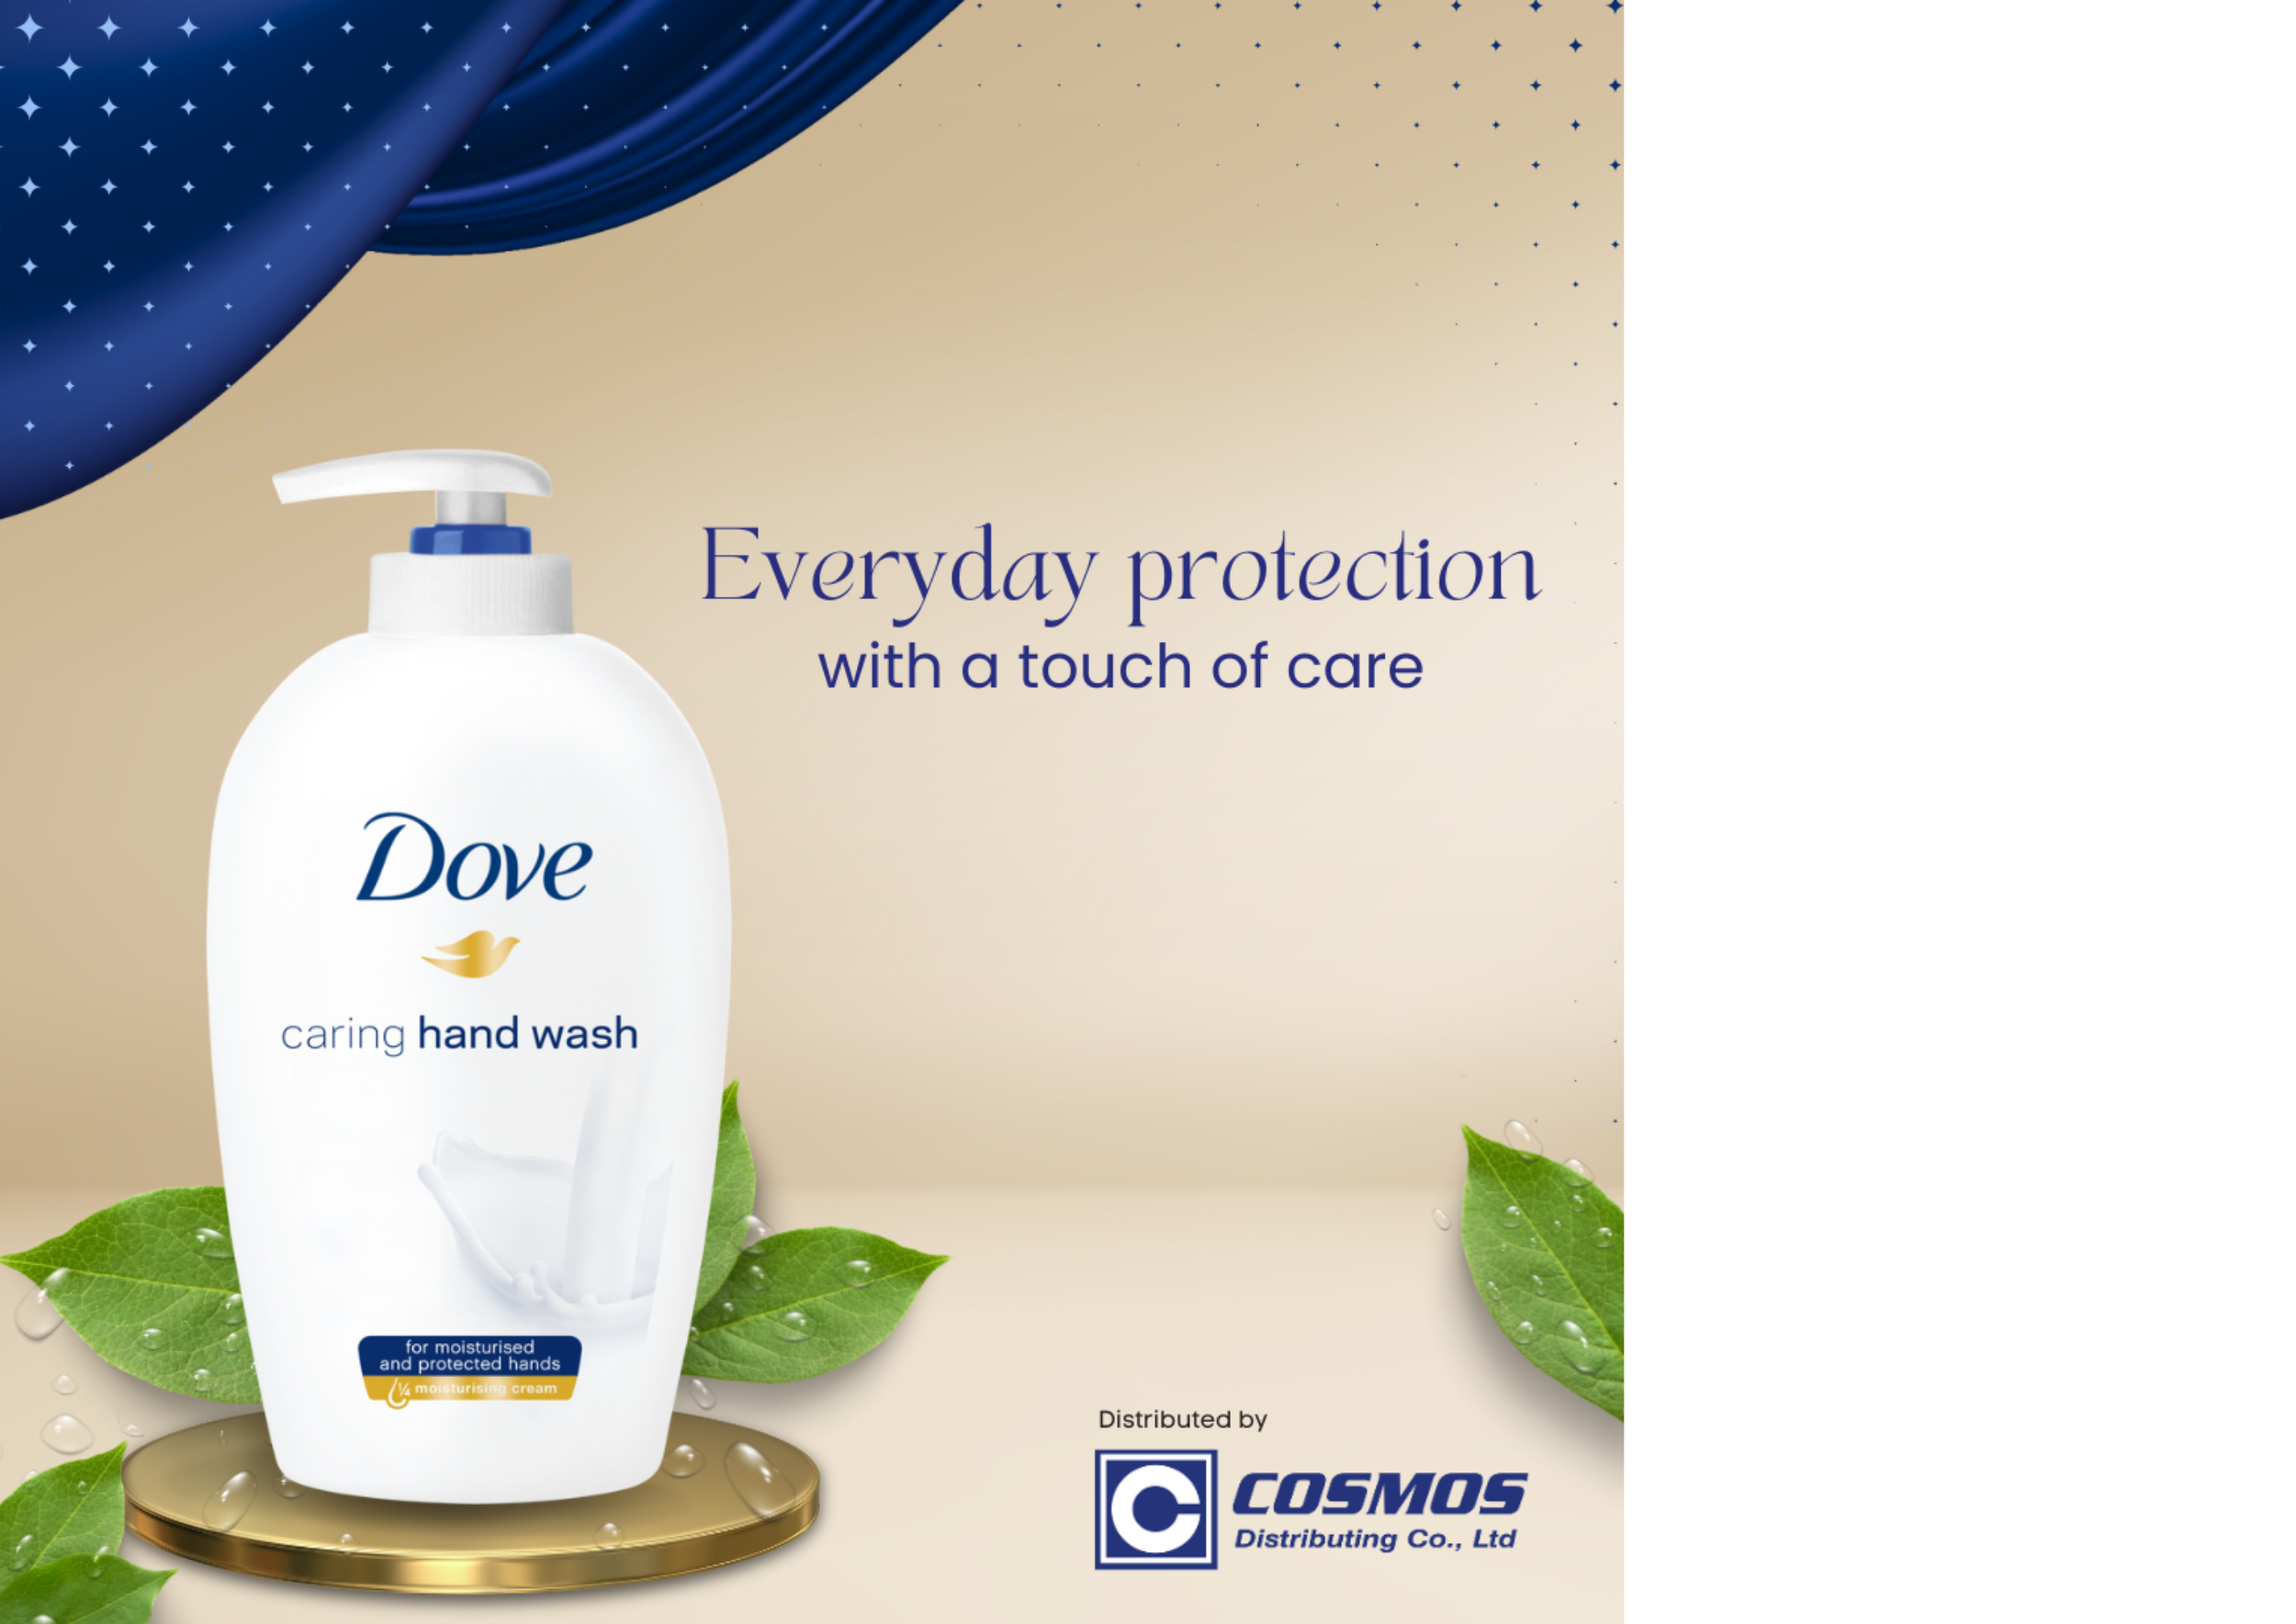 Everyday protection
with a touch of care
Dove
caring hand wash
for moisturised
and protected hands
¼ moisturising cream
Distributed by
C
COSMOS
Distributing Co., Ltd